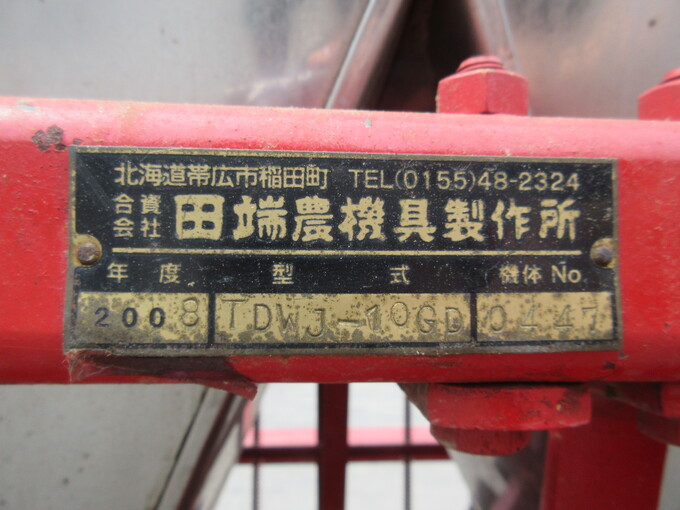 北海道帯広市稲田町 TEL(0155)48-2324
合資会社 田端農機具製作所
年度 型式 機体No
2008 TDWJ-10GD 0447